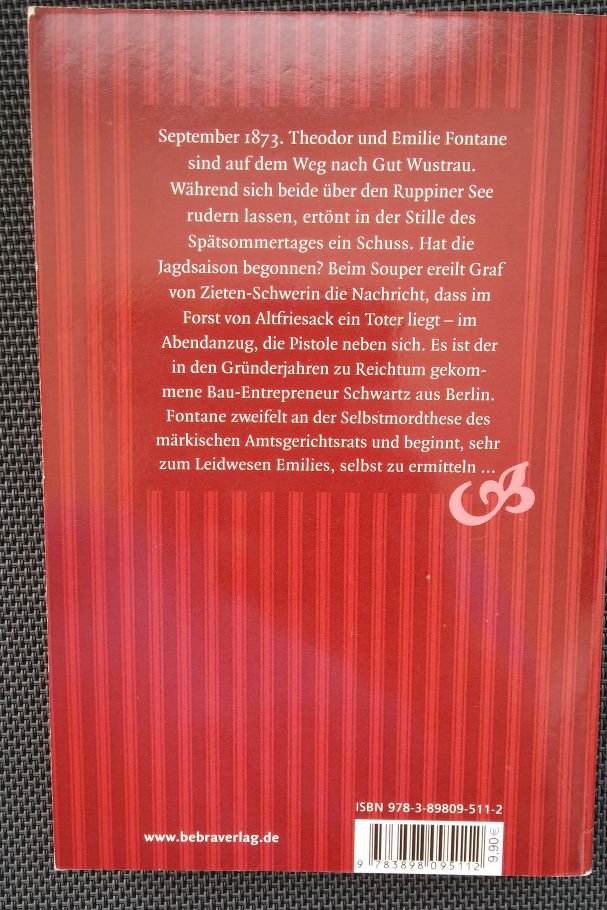 September 1873. Theodor und Emilie Fontane
sind auf dem Weg nach Gut Wustrau.
Während sich beide über den Ruppiner See
rudern lassen, ertönt in der Stille des
Spätsommertages ein Schuss. Hat die
Jagdsaison begonnen? Beim Souper ereilt Graf
von Zieten-Schwerin die Nachricht, dass im
Forst von Altfriesack ein Toter liegt – im
Abendanzug, die Pistole neben sich. Es ist der
in den Gründerjahren zu Reichtum gekom-
mene Bau-Entrepreneur Schwartz aus Berlin.
Fontane zweifelt an der Selbstmordthese des
märkischen Amtsgerichtsrats und beginnt, sehr
zum Leidwesen Emilies, selbst zu ermitteln ...
ISBN 978-3-89809-511-2
www.bebraverlag.de
9 783898 095112
9,90 €